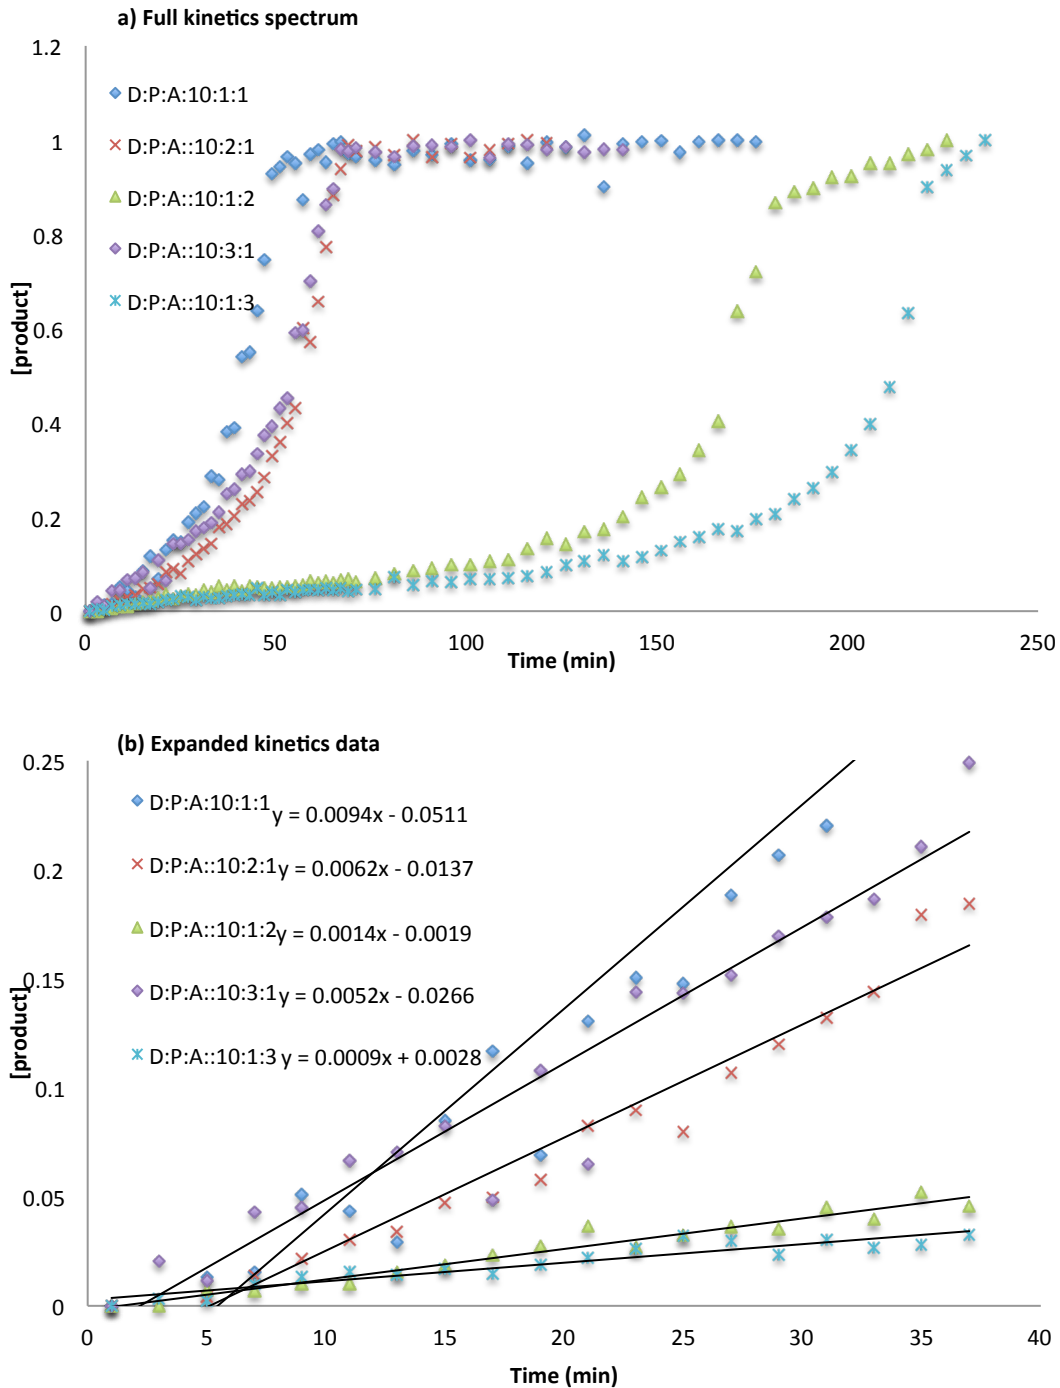 a) Full kinetics spectrum
1.2
1
0.8
0.6
0.4
0.2
0
[product]
D:P:A:10:1:1
D:P:A::10:2:1
D:P:A::10:1:2
D:P:A::10:3:1
D:P:A::10:1:3
0 50 100 150 200 250
Time (min)
(b) Expanded kinetics data
0.25
0.2
0.15
0.1
0.05
0
[product]
D:P:A:10:1:1 y = 0.0094x - 0.0511
D:P:A::10:2:1 y = 0.0062x - 0.0137
D:P:A::10:1:2 y = 0.0014x - 0.0019
D:P:A::10:3:1 y = 0.0052x - 0.0266
D:P:A::10:1:3 y = 0.0009x + 0.0028
0 5 10 15 20 25 30 35 40
Time (min)